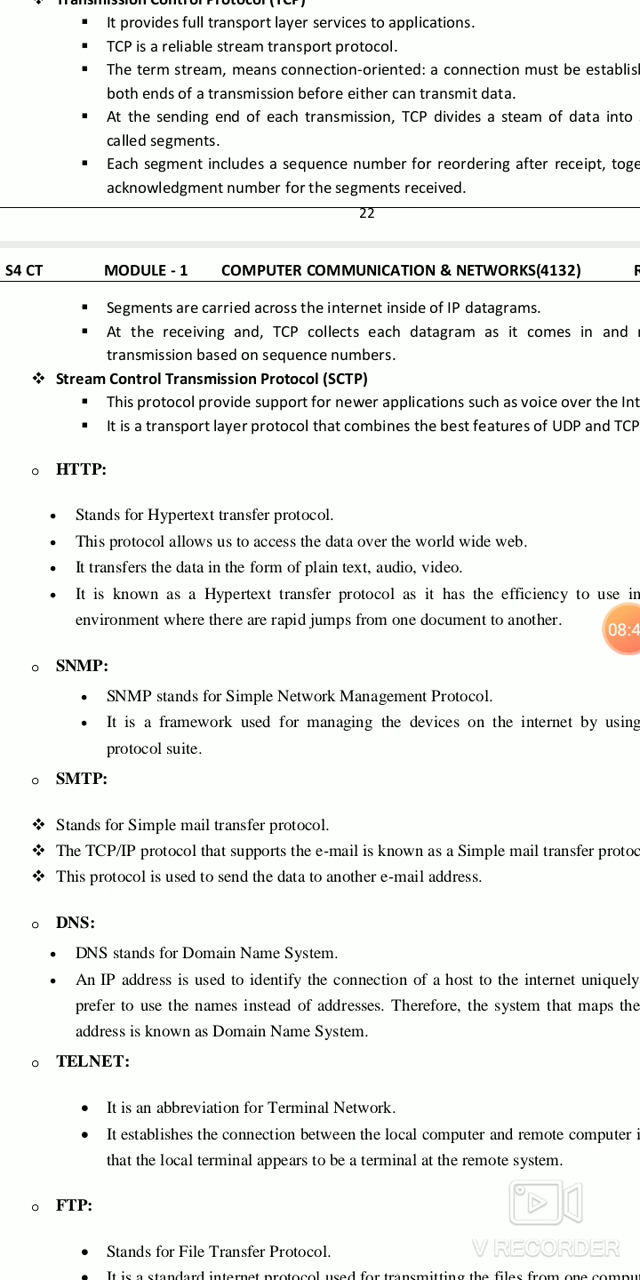 Transmission Control Protocol (TCP)
It provides full transport layer services to applications.
TCP is a reliable stream transport protocol.
The term stream, means connection-oriented: a connection must be establis
both ends of a transmission before either can transmit data.
At the sending end of each transmission, TCP divides a steam of data into
called segments.
Each segment includes a sequence number for reordering after receipt, toge
acknowledgment number for the segments received.
22
S4 CT MODULE - 1 COMPUTER COMMUNICATION & NETWORKS(4132) R
Segments are carried across the internet inside of IP datagrams.
At the receiving and, TCP collects each datagram as it comes in and
transmission based on sequence numbers.
Stream Control Transmission Protocol (SCTP)
This protocol provide support for newer applications such as voice over the Int
It is a transport layer protocol that combines the best features of UDP and TCP
HTTP:
Stands for Hypertext transfer protocol.
This protocol allows us to access the data over the world wide web.
It transfers the data in the form of plain text, audio, video.
It is known as a Hypertext transfer protocol as it has the efficiency to use in
environment where there are rapid jumps from one document to another.
08:4
SNMP:
SNMP stands for Simple Network Management Protocol.
It is a framework used for managing the devices on the internet by using
protocol suite.
SMTP:
Stands for Simple mail transfer protocol.
The TCP/IP protocol that supports the e-mail is known as a Simple mail transfer protoc
This protocol is used to send the data to another e-mail address.
DNS:
DNS stands for Domain Name System.
An IP address is used to identify the connection of a host to the internet uniquely
prefer to use the names instead of addresses. Therefore, the system that maps the
address is known as Domain Name System.
TELNET:
It is an abbreviation for Terminal Network.
It establishes the connection between the local computer and remote computer i
that the local terminal appears to be a terminal at the remote system.
FTP:
V RECORDER
Stands for File Transfer Protocol.
It is a standard internet protocol used for transmitting the files from one compu